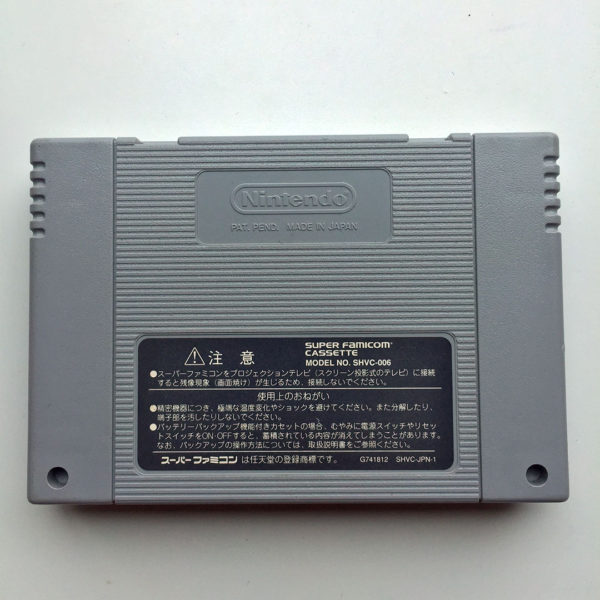 Nintendo
PAT. PEND. MADE IN JAPAN
⚠注 意
SUPER FAMICOM
CASSETTE
MODEL NO. SHVC-006
●スーパーファミコンをプロジェクションテレビ（スクリーン投影式のテレビ）に接続
すると残像現象（画面焼け）が生じるため、接続しないでください。
使用上のおねがい
●精密機器につき、極端な温度変化やショックを避けてください。また分解したり、
端子部を汚したりしないでください。
●バッテリーバックアップ機能付きカセットの場合、むやみに電源スイッチやリセッ
トスイッチをON・OFFすると、蓄積されている内容が消えてしまうことがあります。
なお、バックアップの操作方法については、取扱説明書をご参照ください。
スーパーファミコンは任天堂の登録商標です。 G741812 SHVC-JPN-1